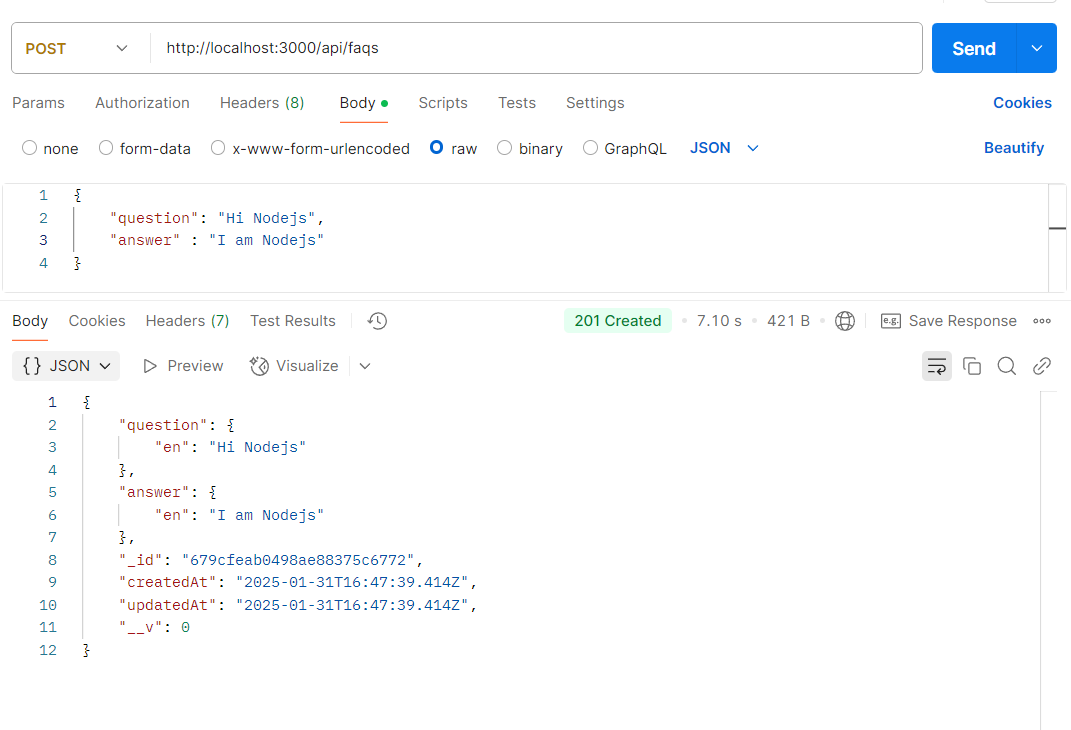 POST http://localhost:3000/api/faqs Send
Params Authorization Headers (8) Body Scripts Tests Settings Cookies
none form-data x-www-form-urlencoded raw binary GraphQL JSON Beautify
1 {
2 "question": "Hi Nodejs",
3 "answer" : "I am Nodejs"
4 }
Body Cookies Headers (7) Test Results 201 Created 7.10 s 421 B e.g. Save Response
{} JSON Preview Visualize
1 {
2 "question": {
3 "en": "Hi Nodejs"
4 },
5 "answer": {
6 "en": "I am Nodejs"
7 },
8 "_id": "679cfeab0498ae88375c6772",
9 "createdAt": "2025-01-31T16:47:39.414Z",
10 "updatedAt": "2025-01-31T16:47:39.414Z",
11 "__v": 0
12 }